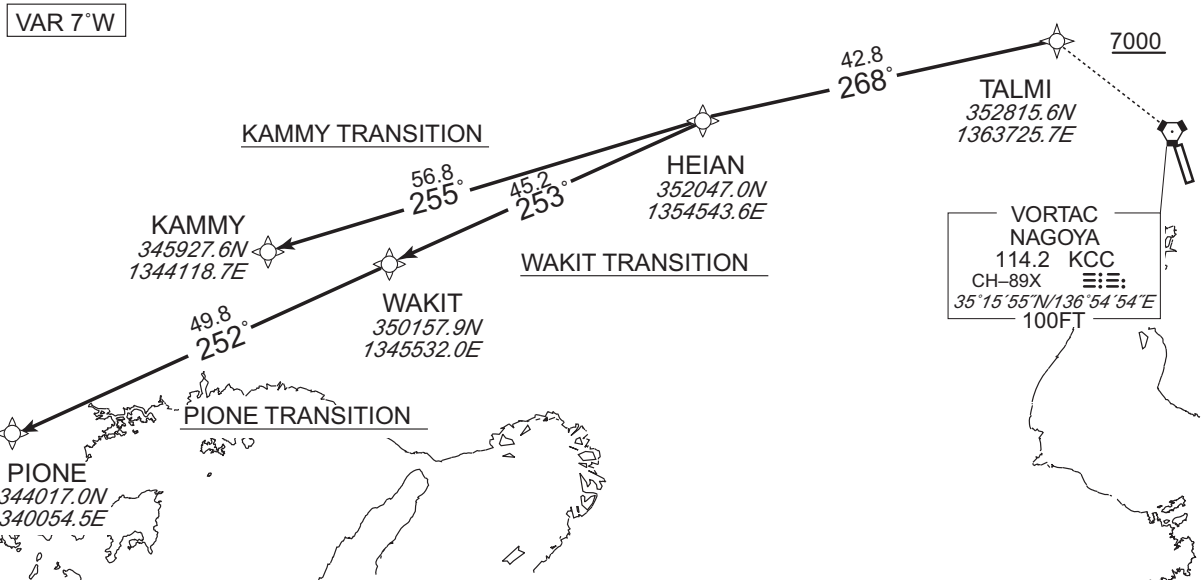 VAR 7°W
7000
42.8
268°
TALMI
352815.6N
1363725.7E
KAMMY TRANSITION
HEIAN
352047.0N
1354543.6E
56.8
255°
45.2
253°
KAMMY
345927.6N
1344118.7E
WAKIT TRANSITION
VORTAC
NAGOYA
114.2 KCC
CH–89X
35°15´55˝N/136°54´54˝E
100FT
WAKIT
350157.9N
1345532.0E
49.8
252°
PIONE TRANSITION
PIONE
344017.0N
340054.5E